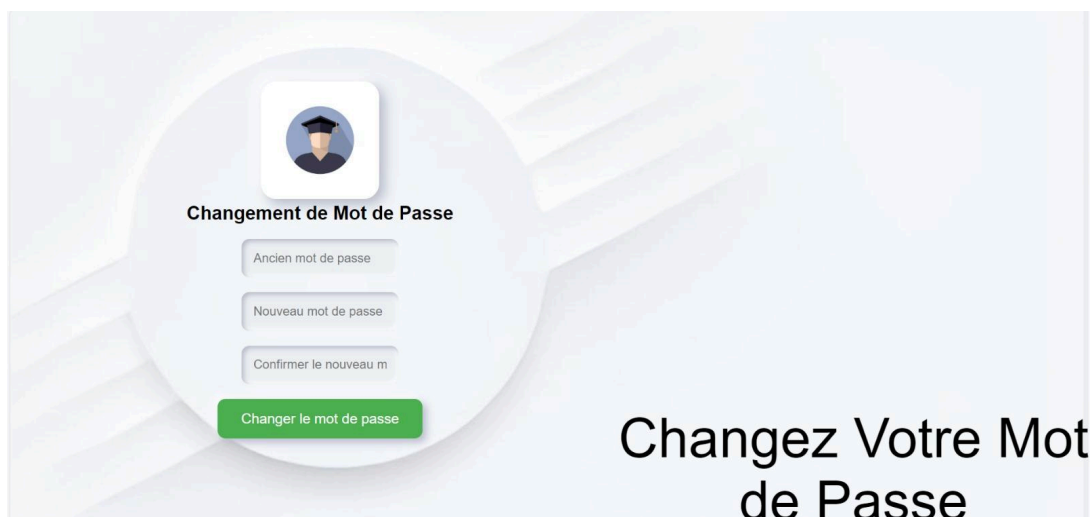 Changement de Mot de Passe
Ancien mot de passe
Nouveau mot de passe
Confirmer le nouveau m
Changer le mot de passe
Changez Votre Mot
de Passe